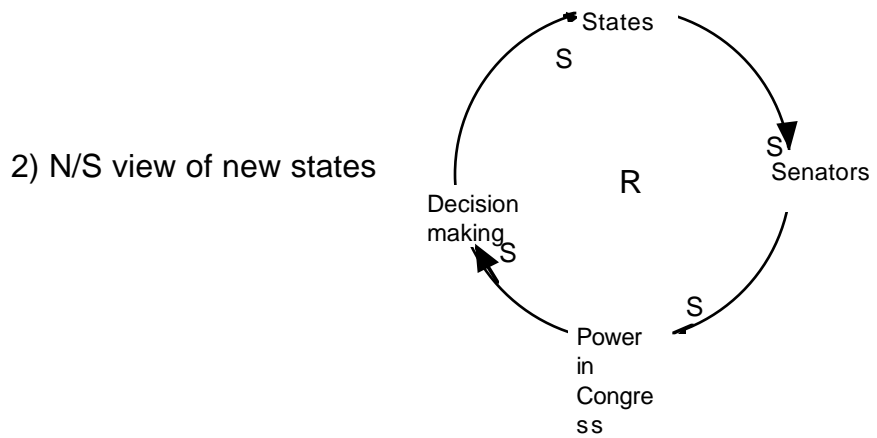 States
S
2) N/S view of new states
S
Senators
R
Decision
making
S
S
Power
in
Congre
ss